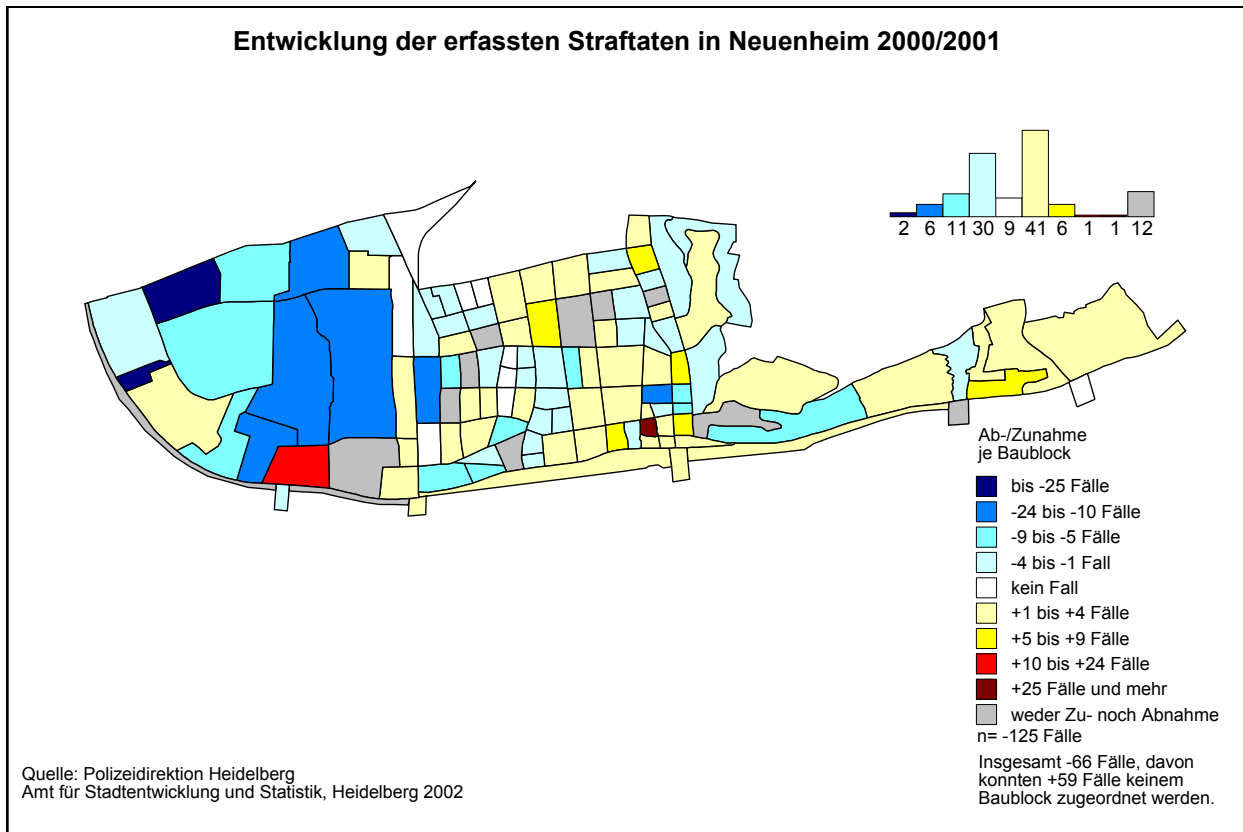 Entwicklung der erfassten Straftaten in Neuenheim 2000/2001
2 6 11 30 9 41 6 1 1 12
Ab-/Zunahme
je Baublock
bis -25 Fälle
-24 bis -10 Fälle
-9 bis -5 Fälle
-4 bis -1 Fall
kein Fall
+1 bis +4 Fälle
+5 bis +9 Fälle
+10 bis +24 Fälle
+25 Fälle und mehr
weder Zu- noch Abnahme
n= -125 Fälle
Insgesamt -66 Fälle, davon
konnten +59 Fälle keinem
Baublock zugeordnet werden.
Quelle: Polizeidirektion Heidelberg
Amt für Stadtentwicklung und Statistik, Heidelberg 2002